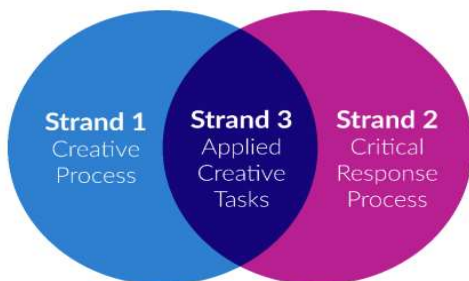 Strand 1
Creative
Process
Strand 3
Applied
Creative
Tasks
Strand 2
Critical
Response
Process